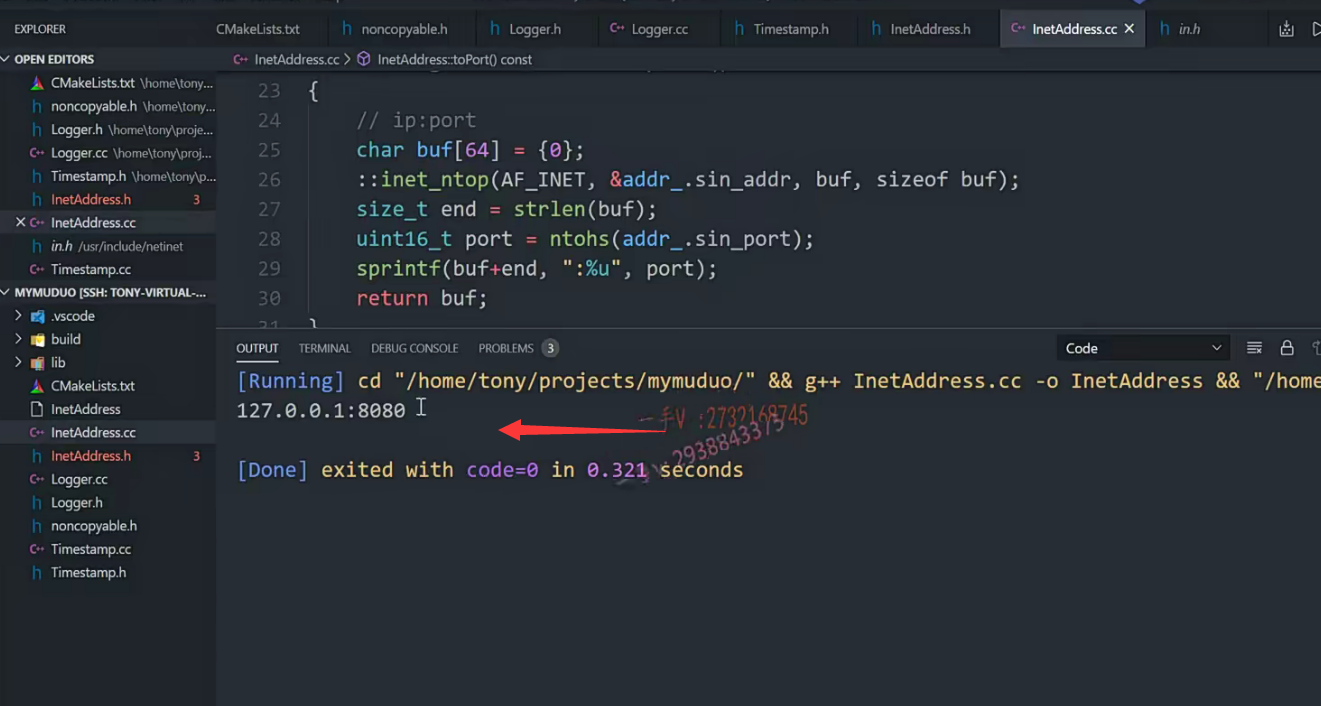 EXPLORER
CMakeLists.txt
noncopyable.h
Logger.h
Logger.cc
Timestamp.h
InetAddress.h
InetAddress.cc
in.h
OPEN EDITORS
InetAddress.cc > InetAddress::toPort() const
CMakeLists.txt \home\tony...
noncopyable.h \home\tony...
Logger.h \home\tony\proje...
Logger.cc \home\tony\proj...
Timestamp.h \home\tony\p...
InetAddress.h 3
InetAddress.cc
in.h /usr/include/netinet
Timestamp.cc
MYMUDUO [SSH: TONY-VIRTUAL-...
.vscode
build
lib
CMakeLists.txt
InetAddress
InetAddress.cc
InetAddress.h 3
Logger.cc
Logger.h
noncopyable.h
Timestamp.cc
Timestamp.h
23 {
24 // ip:port
25 char buf[64] = {0};
26 ::inet_ntop(AF_INET, &addr_.sin_addr, buf, sizeof buf);
27 size_t end = strlen(buf);
28 uint16_t port = ntohs(addr_.sin_port);
29 sprintf(buf+end, ":%u", port);
30 return buf;
31 }
OUTPUT TERMINAL DEBUG CONSOLE PROBLEMS 3 Code
[Running] cd "/home/tony/projects/mymuduo/" && g++ InetAddress.cc -o InetAddress && "/home
127.0.0.1:8080
一手V :2732168745
2938843375
[Done] exited with code=0 in 0.321 seconds